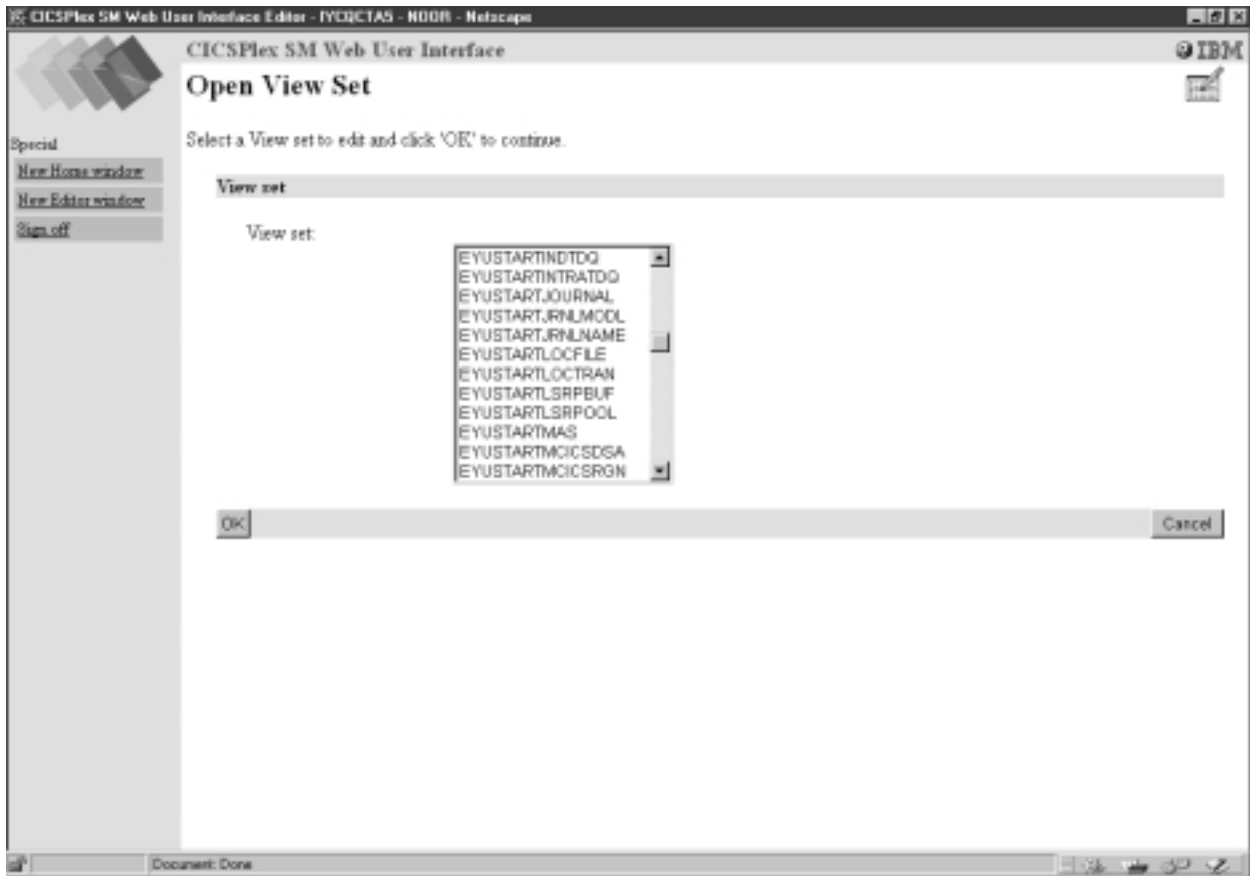 CICSPlex SM Web User Interface Editor - IYCQCTAS - NOOR - Netscape
CICSPlex SM Web User Interface
IBM
Open View Set
Special
New Home window
New Editor window
Sign off
Select a View set to edit and click 'OK' to continue.
View set
View set:
EYUSTARTINDTDQ
EYUSTARTINTRATDQ
EYUSTARTJOURNAL
EYUSTARTJRNLMODL
EYUSTARTJRNLNAME
EYUSTARTLOCFILE
EYUSTARTLOCTRAN
EYUSTARTLSRPBUF
EYUSTARTLSRPOOL
EYUSTARTMAS
EYUSTARTMCICSDSA
EYUSTARTMCICSRGN
OK
Cancel
Document: Done